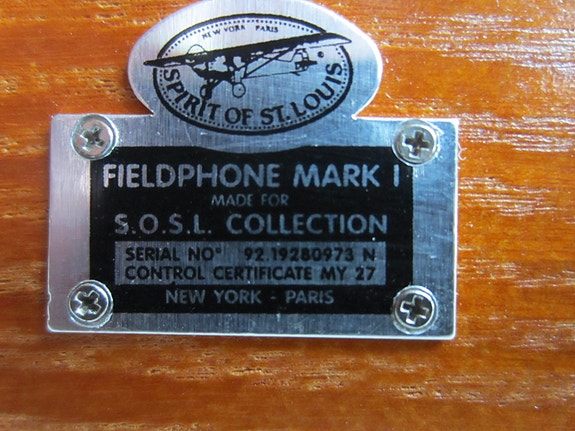 NEW YORK PARIS
SPIRIT OF ST. LOUIS
FIELDPHONE MARK I
MADE FOR
S.O.S.L. COLLECTION
SERIAL NO° 92.19280973 N
CONTROL CERTIFICATE MY 27
NEW YORK - PARIS